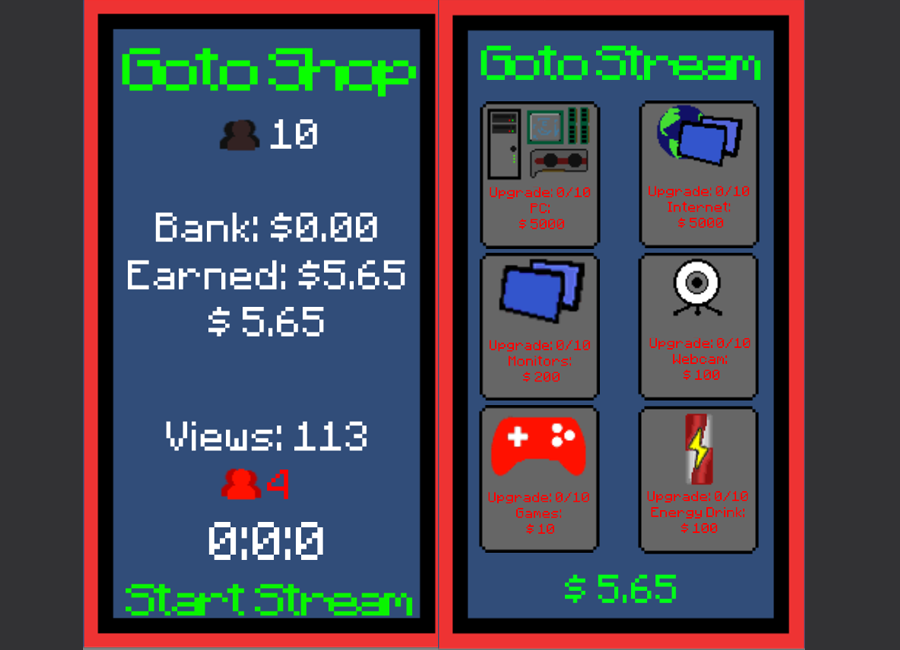 Goto Shop
10
Bank: $0.00
Earned: $5.65
$ 5.65
Views: 113
4
0:0:0
Start Stream
Goto Stream
Upgrade: 0/10
PC:
$ 5000
Upgrade: 0/10
Internet:
$ 5000
Upgrade: 0/10
Monitors:
$ 200
Upgrade: 0/10
Webcam:
$ 100
Upgrade: 0/10
Games:
$ 10
Upgrade: 0/10
Energy Drink:
$ 100
$ 5.65